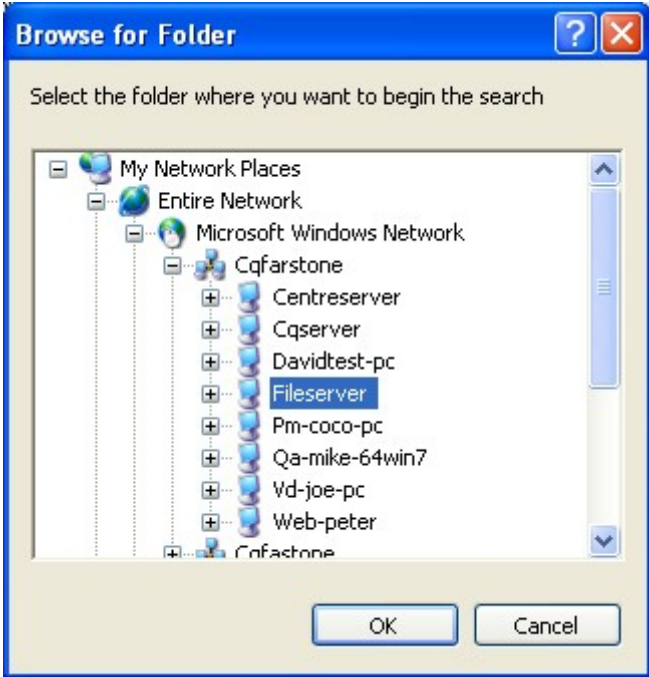 Browse for Folder
Select the folder where you want to begin the search
My Network Places
Entire Network
Microsoft Windows Network
Cqfarstone
Centreserver
Cqserver
Davidtest-pc
Fileserver
Pm-coco-pc
Qa-mike-64win7
Vd-joe-pc
Web-peter
Cqfastone
OK Cancel